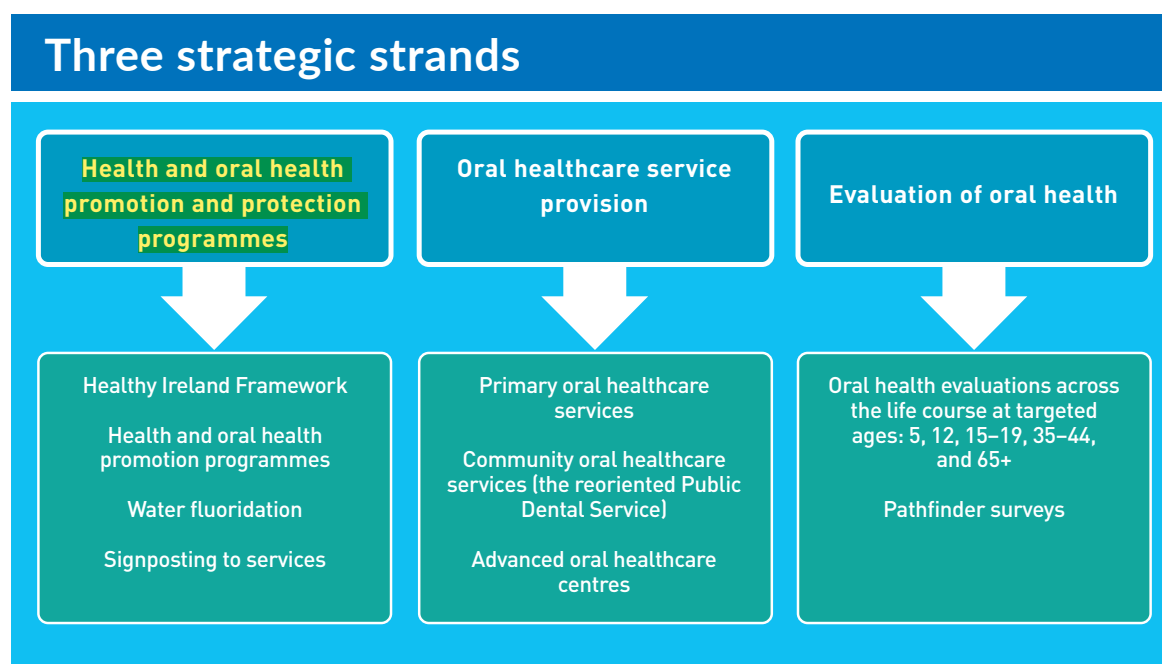 Three strategic strands
Health and oral health
promotion and protection
programmes
Oral healthcare service
provision
Evaluation of oral health
Healthy Ireland Framework
Health and oral health
promotion programmes
Water fluoridation
Signposting to services
Primary oral healthcare
services
Community oral healthcare
services (the reoriented Public
Dental Service)
Advanced oral healthcare
centres
Oral health evaluations across
the life course at targeted
ages: 5, 12, 15–19, 35–44,
and 65+
Pathfinder surveys